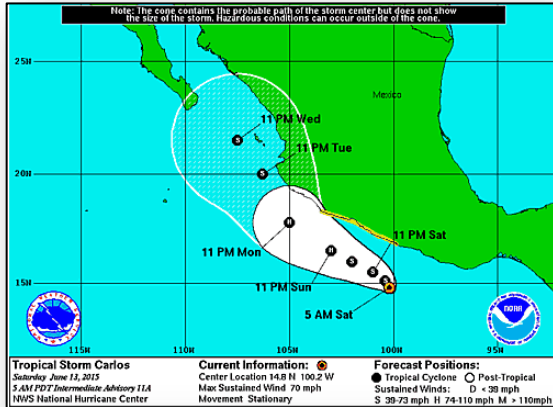 Note: The cone contains the probable path of the storm center but does not show
the size of the storm. Hazardous conditions can occur outside of the cone.
25N
Mexico
11 PM Wed
11 PM Tue
20N
S
S
H
11 PM Sat
11 PM Mon
H
S
S
S
11 PM Sun
15N
5 AM Sat
NOAA
115W
110W
105W
100W
95W
Tropical Storm Carlos
Saturday June 13, 2015
5 AM PDT Intermediate Advisory 11A
NWS National Hurricane Center
Current Information:
Center Location 14.8 N 100.2 W
Max Sustained Wind 70 mph
Movement Stationary
Forecast Positions:
Tropical Cyclone Post-Tropical
Sustained Winds: D < 39 mph
S 39-73 mph H 74-110 mph M > 110mph